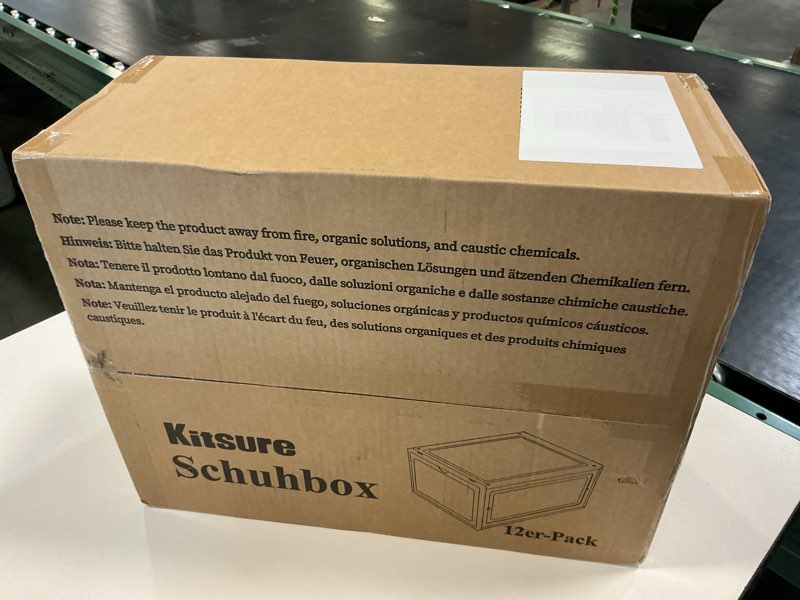 Note: Please keep the product away from fire, organic solutions, and caustic chemicals.
Hinweis: Bitte halten Sie das Produkt von Feuer, organischen Lösungen und ätzenden Chemikalien fern.
Nota: Tenere il prodotto lontano dal fuoco, dalle soluzioni organiche e dalle sostanze chimiche caustiche.
Nota: Mantenga el producto alejado del fuego, soluciones orgánicas y productos químicos cáusticos.
Note: Veuillez tenir le produit à l'écart du feu, des solutions organiques et des produits chimiques
caustiques.
Kitsure
Schuhbox
12er-Pack